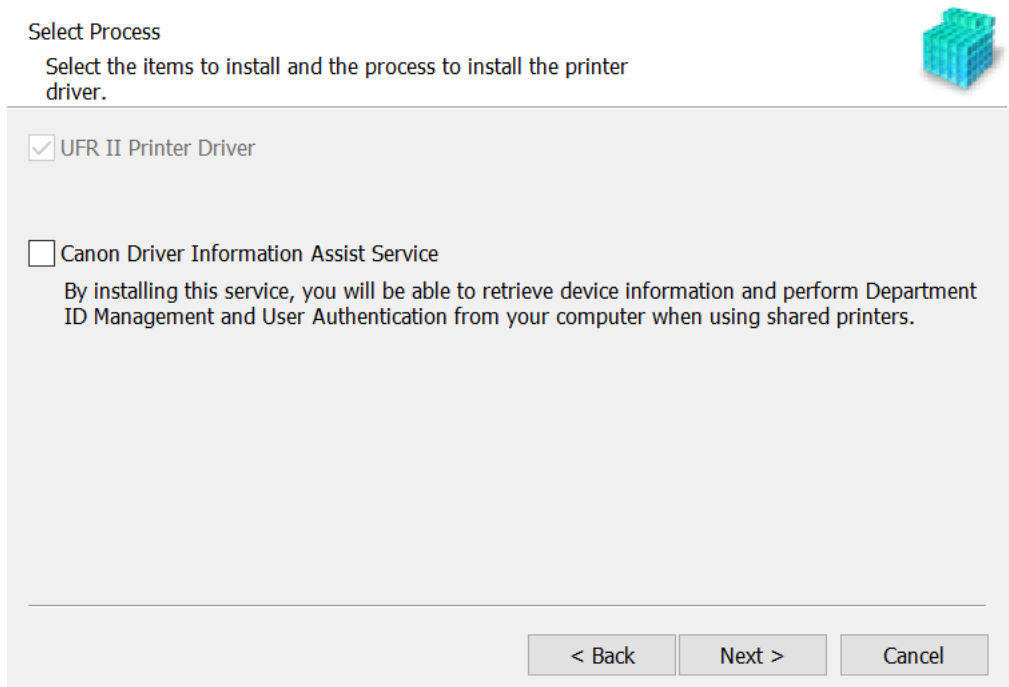 Select Process
Select the items to install and the process to install the printer
driver.
UFR II Printer Driver
Canon Driver Information Assist Service
By installing this service, you will be able to retrieve device information and perform Department
ID Management and User Authentication from your computer when using shared printers.
< Back
Next >
Cancel